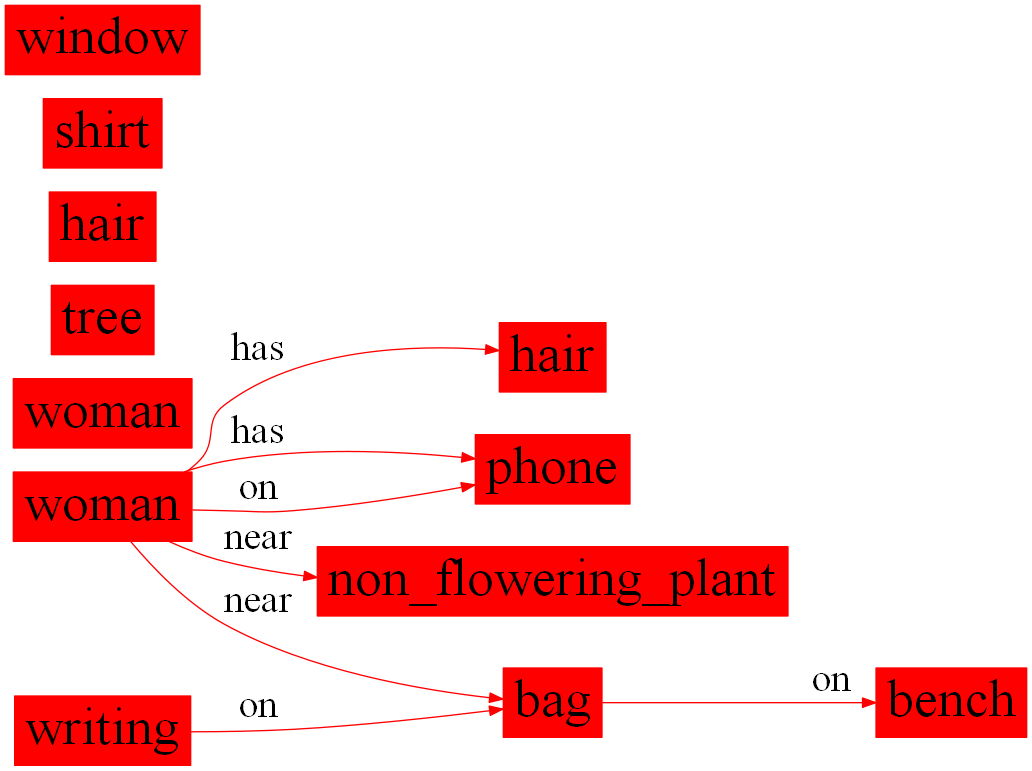 window
shirt
hair
tree
has
hair
woman
has
phone
woman
on
near
non_flowering_plant
near
bag
on
bench
writing
on